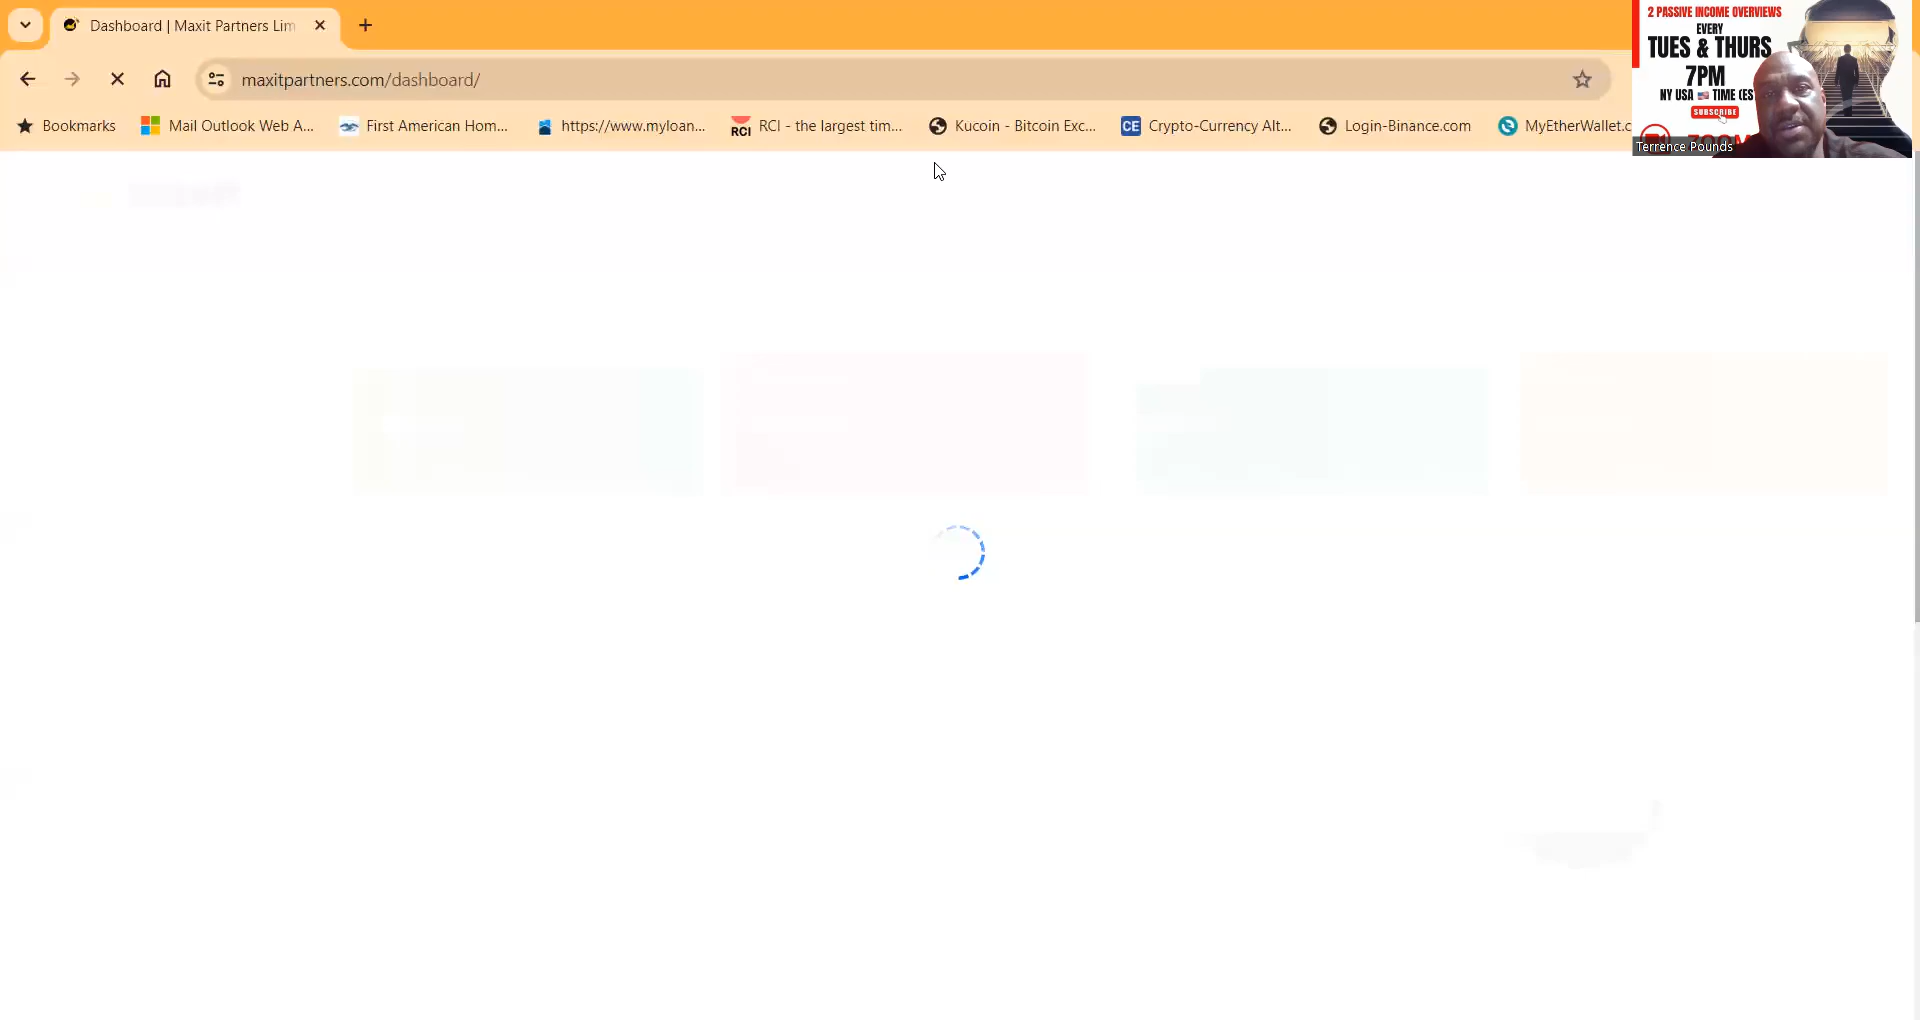 Dashboard | Maxit Partners Lim
maxitpartners.com/dashboard/
Bookmarks
Mail Outlook Web A...
First American Hom...
https://www.myloan...
RCI
RCI - the largest tim...
Kucoin - Bitcoin Exc...
CE
Crypto-Currency Alt...
Login-Binance.com
MyEtherWallet.c
2 PASSIVE INCOME OVERVIEWS
EVERY
TUES & THURS
7PM
NY USA TIME (ES
SUBSCRIBE
ZOOM
Terrence Pounds